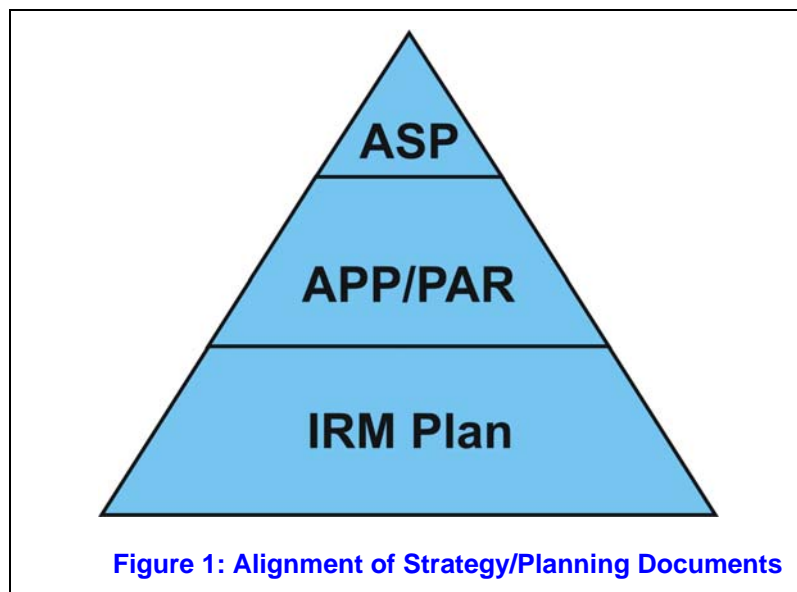 ASP
APP/PAR
IRM Plan
Figure 1: Alignment of Strategy/Planning Documents